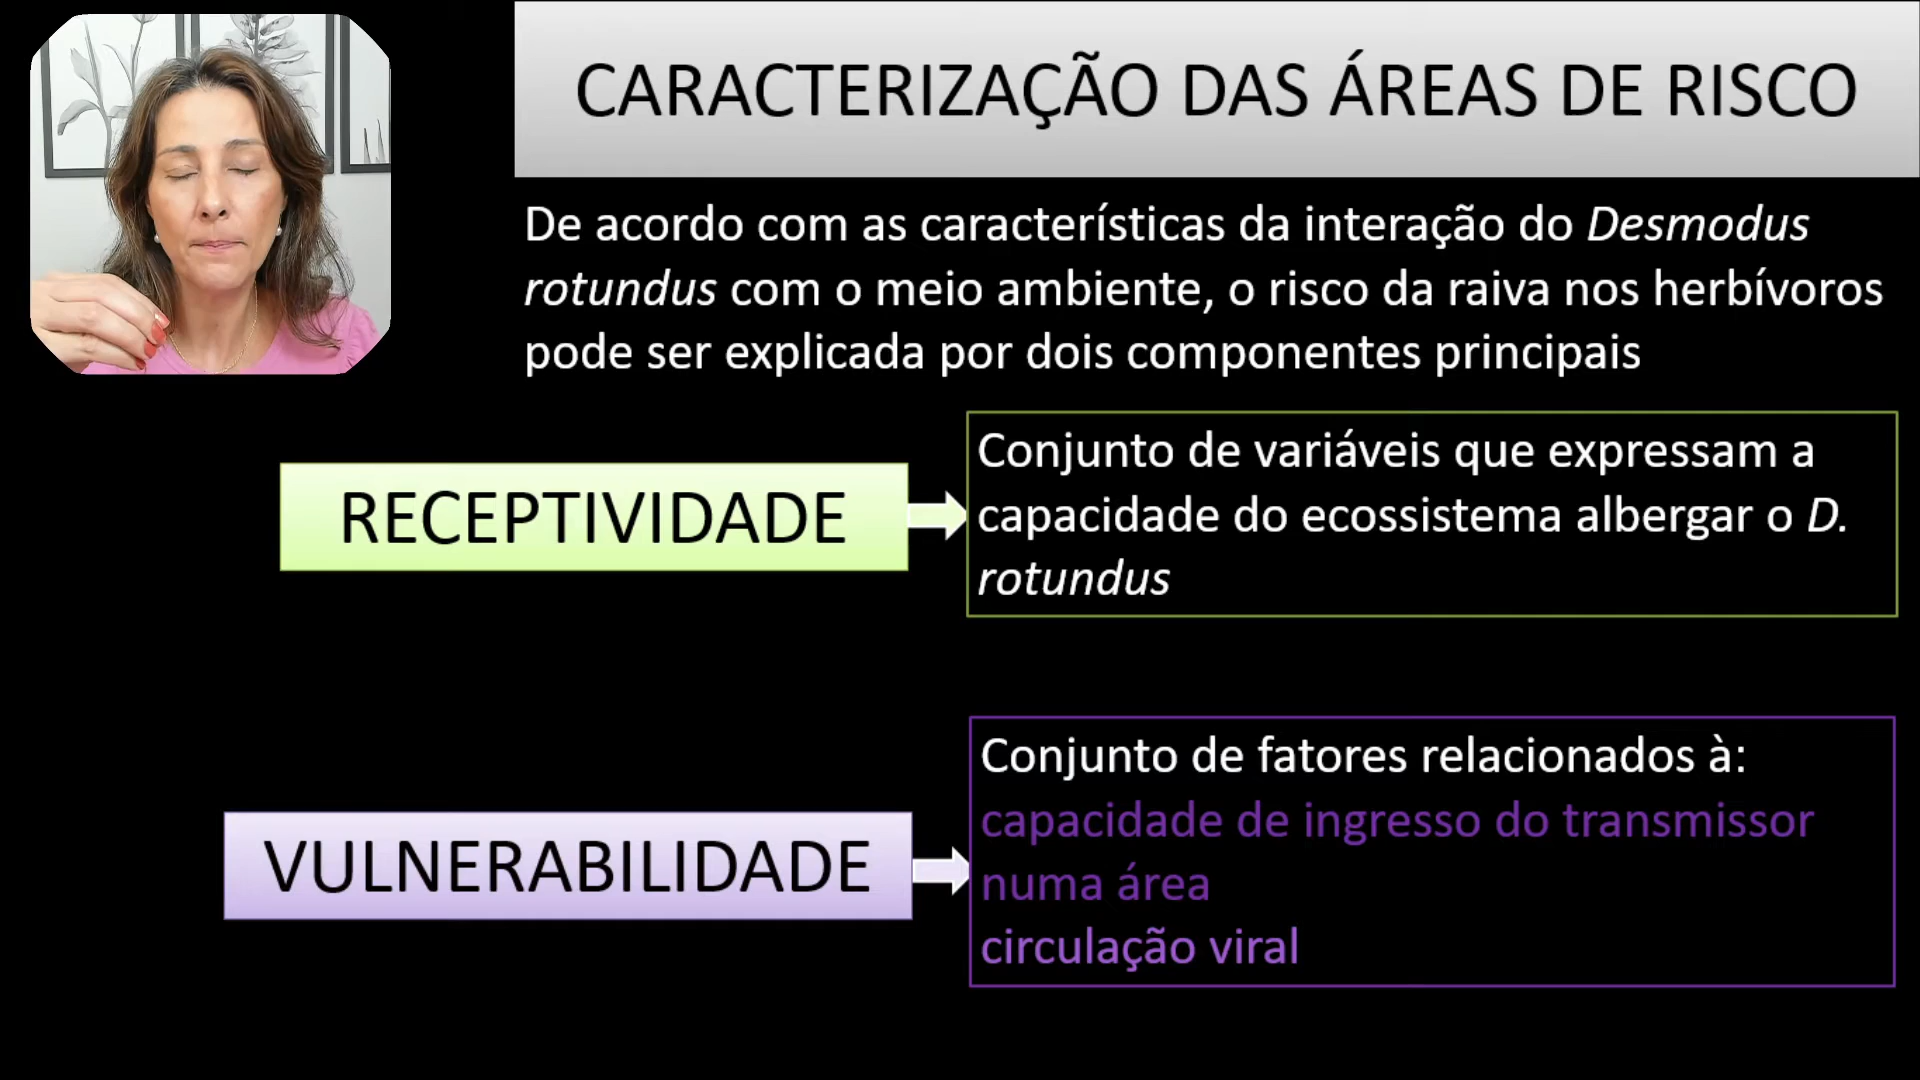 CARACTERIZAÇÃO DAS ÁREAS DE RISCO
De acordo com as características da interação do Desmodus
rotundus com o meio ambiente, o risco da raiva nos herbívoros
pode ser explicada por dois componentes principais
RECEPTIVIDADE
Conjunto de variáveis que expressam a
capacidade do ecossistema albergar o D.
rotundus
VULNERABILIDADE
Conjunto de fatores relacionados à:
capacidade de ingresso do transmissor
numa área
circulação viral